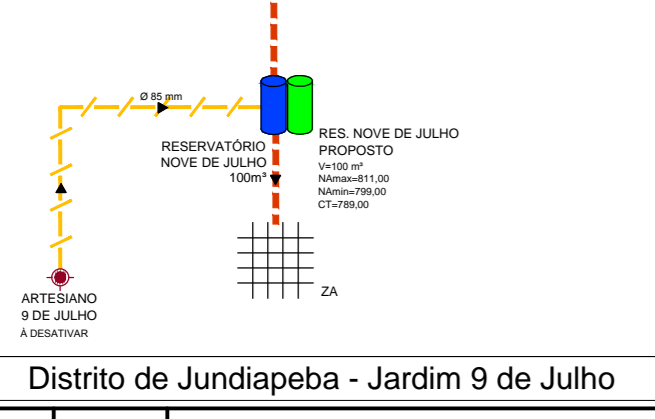 Ø 85 mm
RESERVATÓRIO
NOVE DE JULHO
100m³
RES. NOVE DE JULHO
PROPOSTO
V=100 m³
NAmax=811,00
NAmin=799,00
CT=789,00
ZA
ARTESIANO
9 DE JULHO
À DESATIVAR
Distrito de Jundiapeba - Jardim 9 de Julho